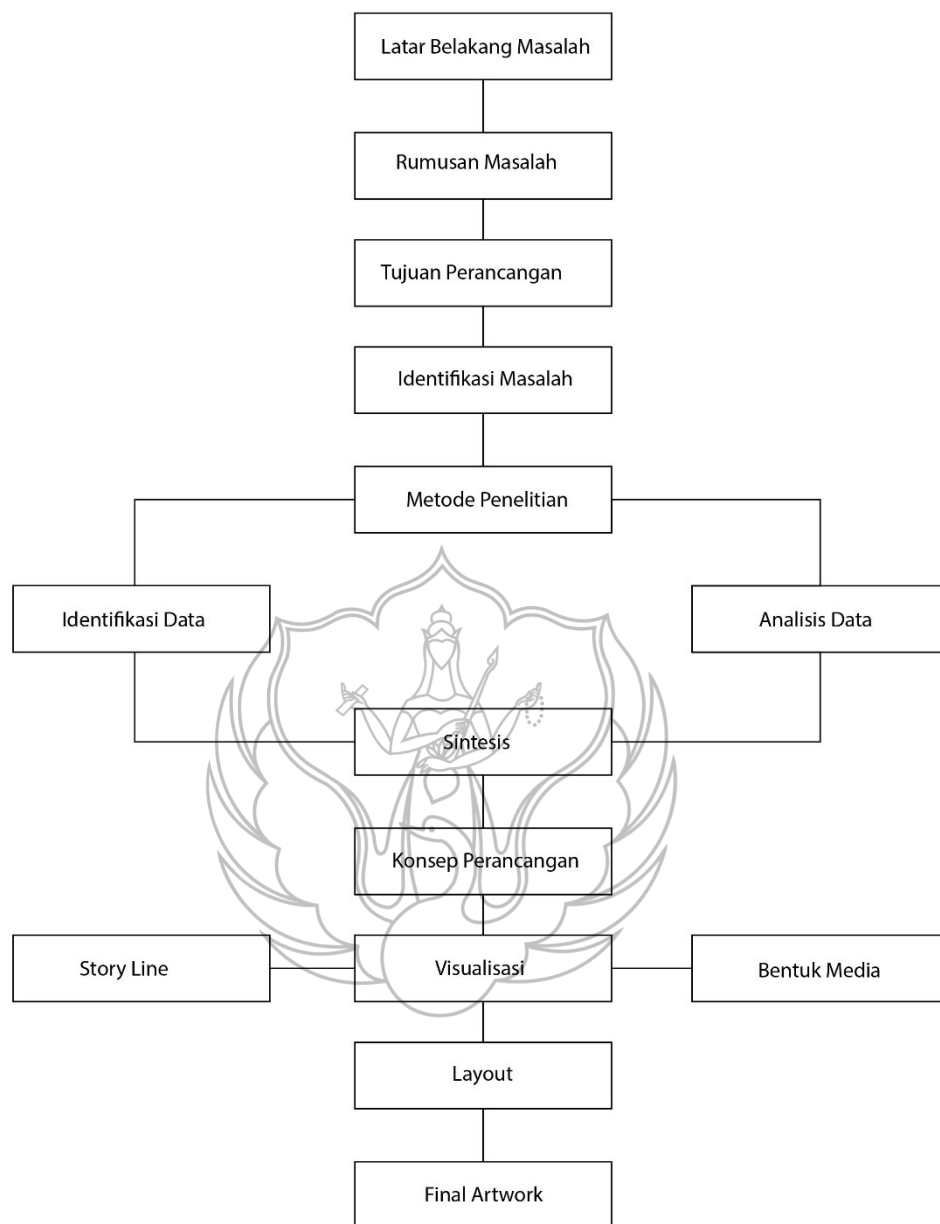 Latar Belakang Masalah
Rumusan Masalah
Tujuan Perancangan
Identifikasi Masalah
Metode Penelitian
Identifikasi Data
Analisis Data
Sintesis
Konsep Perancangan
Story Line
Visualisasi
Bentuk Media
Layout
Final Artwork